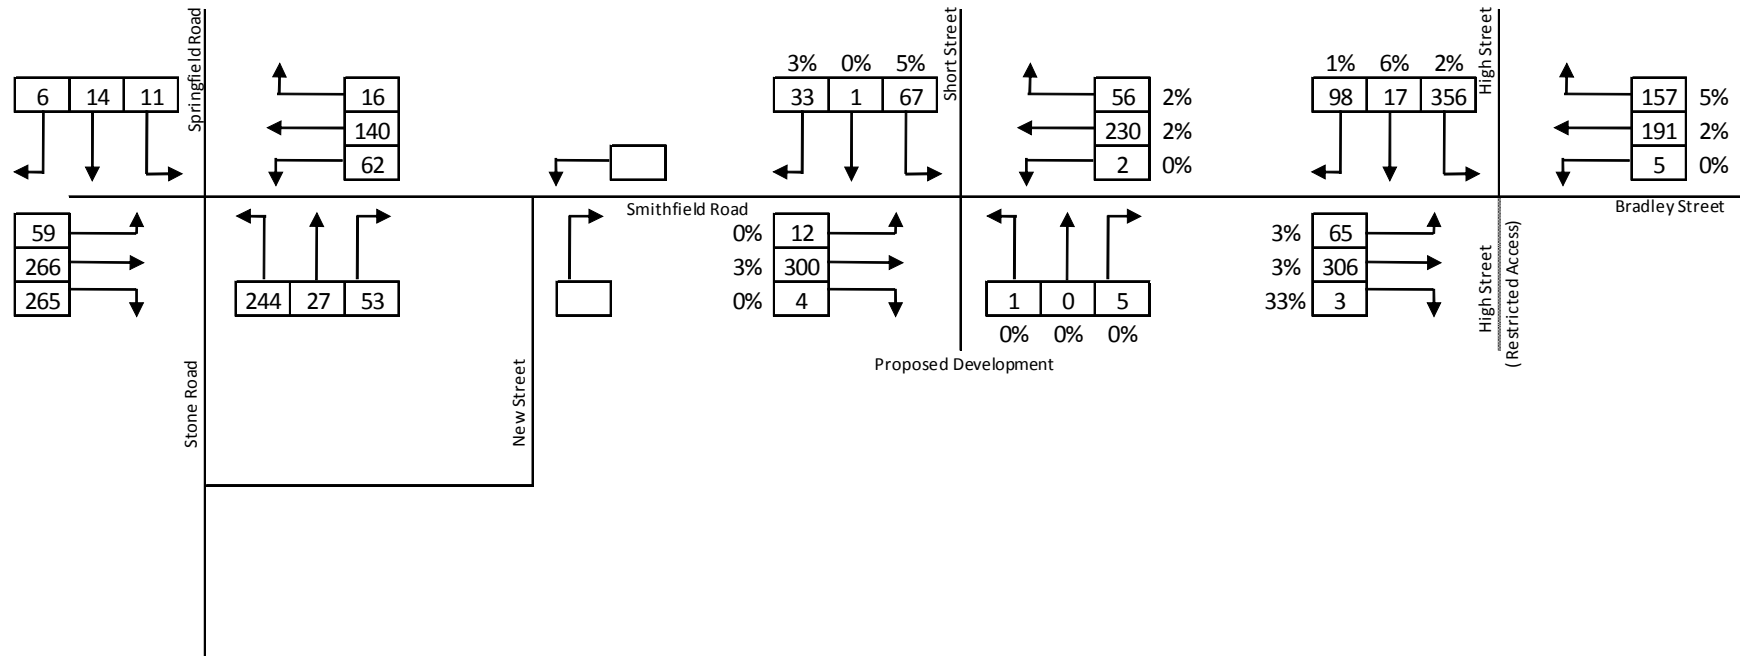 Springfield Road
Short Street
High Street
3% 0% 5%
1% 6% 2%
6 14 11
16
33 1 67
56 2%
98 17 356
157 5%
140
230 2%
191 2%
62
2 0%
5 0%
Smithfield Road
Bradley Street
59
0% 12
3% 65
266
3% 300
3% 306
265
244 27 53
0% 4
1 0 5
33% 3
0% 0% 0%
High Street
(Restricted Access)
Proposed Development
Stone Road
New Street